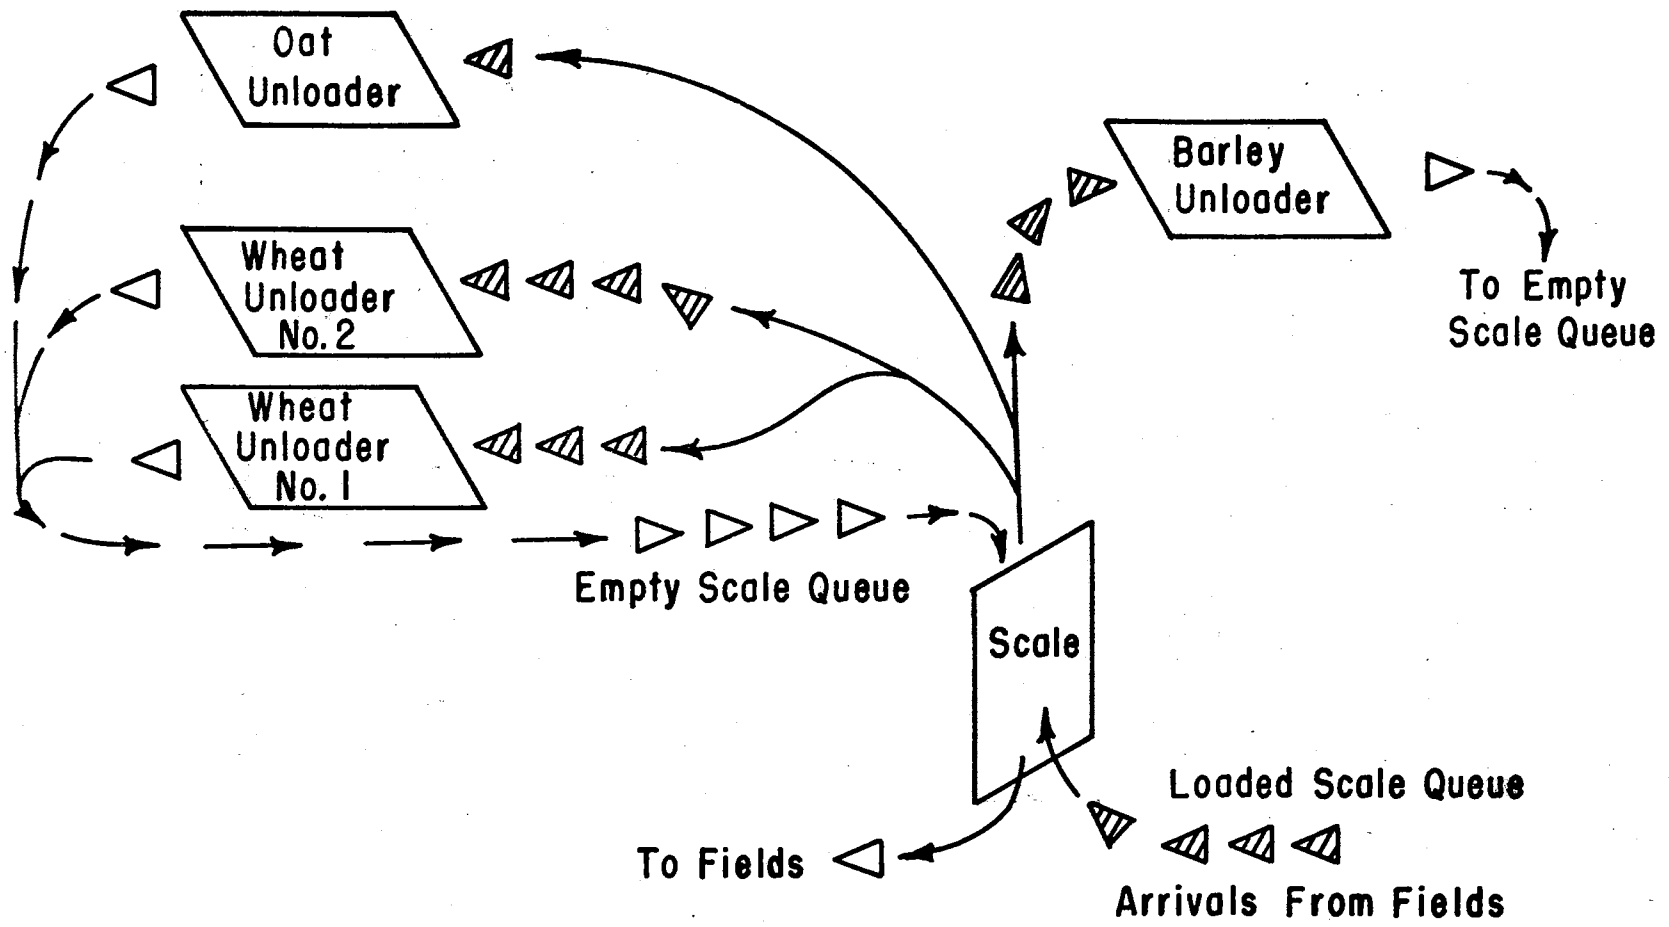 Oat
Unloader
Barley
Unloader
Wheat
Unloader
No. 2
To Empty
Scale Queue
Wheat
Unloader
No. 1
Empty Scale Queue
Scale
Loaded Scale Queue
To Fields
Arrivals From Fields